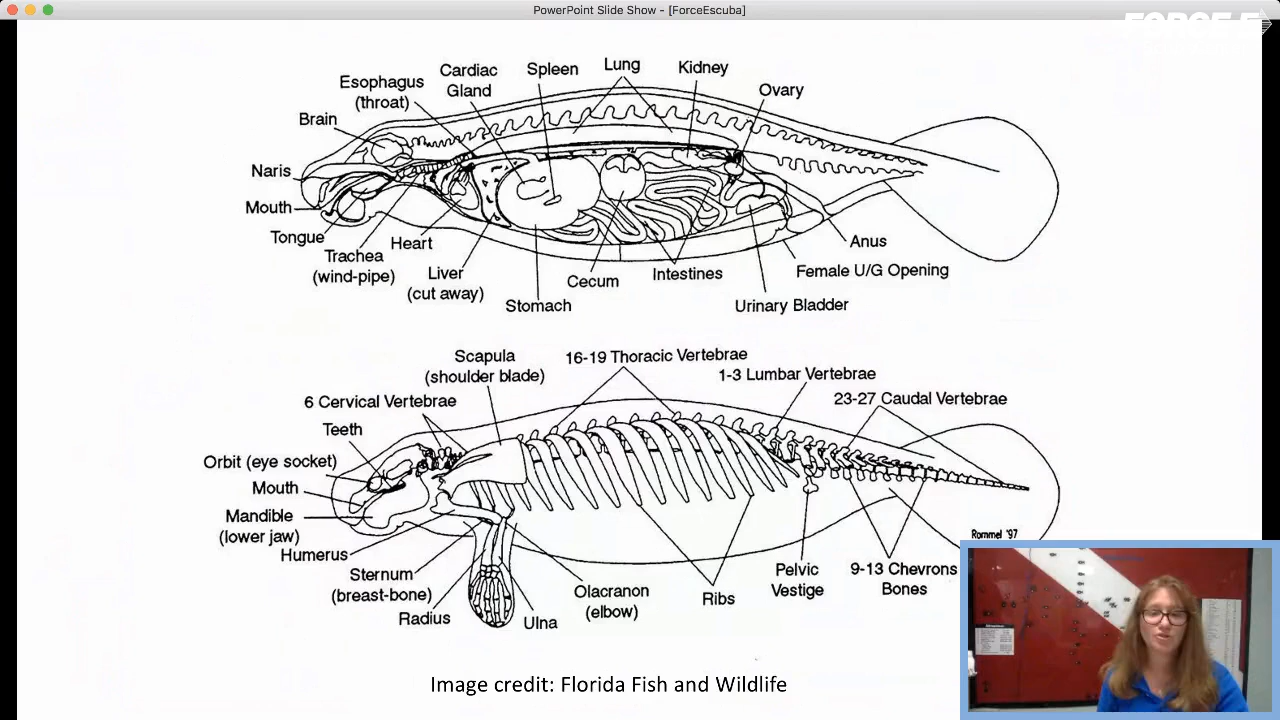 PowerPoint Slide Show - [ForceEscuba]
FORCE E
Lung
Cardiac
Gland
Spleen
Kidney
Esophagus
(throat)
Ovary
Brain
Naris
Mouth
Tongue
Trachea
(wind-pipe)
Heart
Liver
(cut away)
Stomach
Cecum
Intestines
Anus
Female U/G Opening
Urinary Bladder
Scapula
(shoulder blade)
16-19 Thoracic Vertebrae
1-3 Lumbar Vertebrae
23-27 Caudal Vertebrae
6 Cervical Vertebrae
Teeth
Orbit (eye socket)
Mouth
Mandible
(lower jaw)
Humerus
Sternum
(breast-bone)
Radius
Ulna
Olacranon
(elbow)
Ribs
Pelvic
Vestige
9-13 Chevrons
Bones
Rommel '97
Image credit: Florida Fish and Wildlife